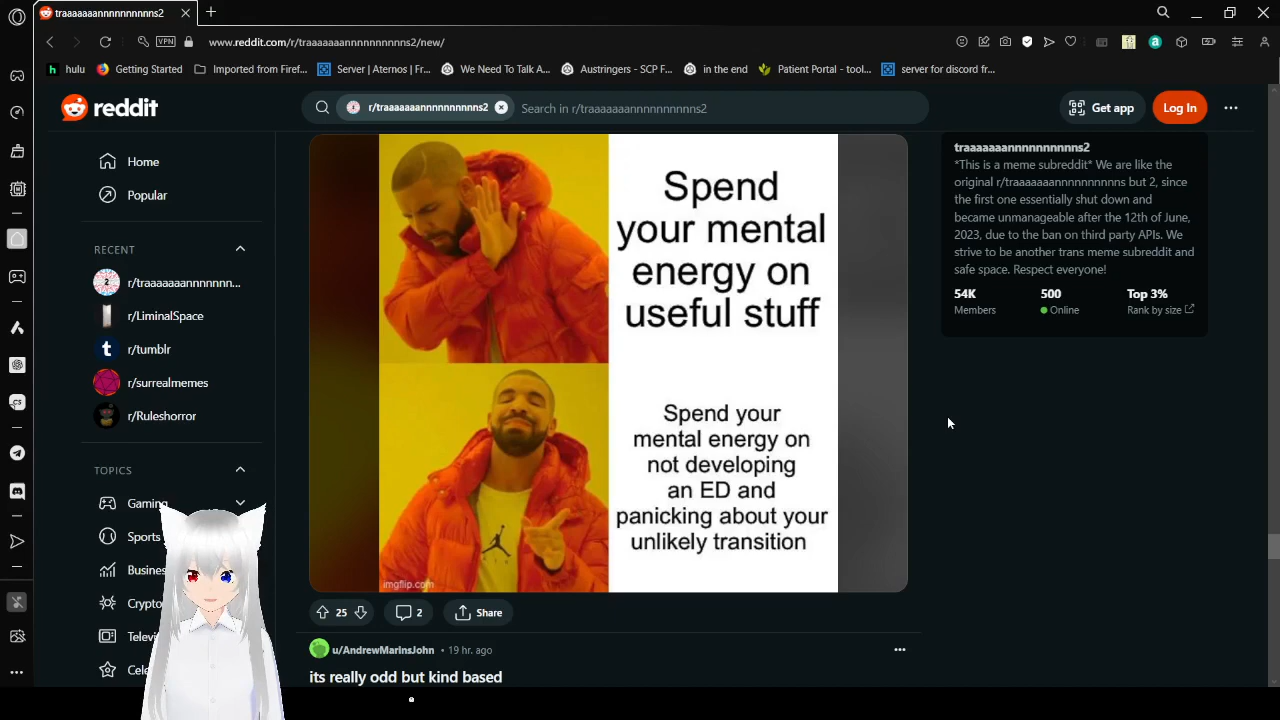 traaaaaaannnnnnnnnns2
VPN
www.reddit.com/r/traaaaaaannnnnnnnnns2/new/
hulu
Getting Started
Imported from Firef...
Server | Aternos | Fr...
We Need To Talk A...
Austringers - SCP F...
in the end
Patient Portal - tool...
server for discord fr...
reddit
r/traaaaaaannnnnnnnnns2
Search in r/traaaaaaannnnnnnnnns2
Get app
Log In
Home
Popular
RECENT
r/traaaaaaannnnnn...
r/LiminalSpace
r/tumblr
r/surrealmemes
r/Ruleshorror
TOPICS
Gaming
Sports
Busines
Crypto
Televi
Cele
Spend
your mental
energy on
useful stuff
Spend your
mental energy on
not developing
an ED and
panicking about your
unlikely transition
imgflip.com
25
2
Share
u/AndrewMarinsJohn • 19 hr. ago
its really odd but kind based
traaaaaaannnnnnnnnns2
*This is a meme subreddit* We are like the
original r/traaaaaaannnnnnnnnns but 2, since
the first one essentially shut down and
became unmanageable after the 12th of June,
2023, due to the ban on third party APIs. We
strive to be another trans meme subreddit and
safe space. Respect everyone!
54K
500
Top 3%
Members
Online
Rank by size